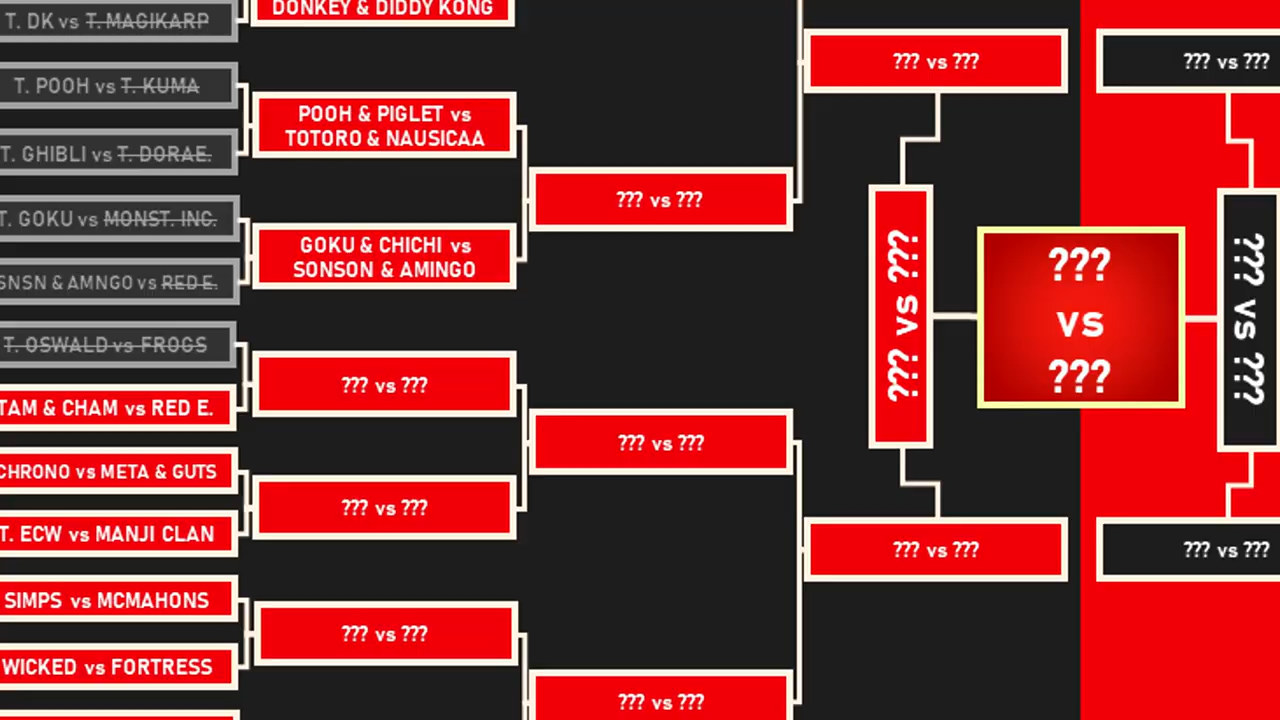 T. DK vs T. MAGIKARP
T. POOH vs T. KUMA
T. GHIBLI vs T. DORAE.
T. GOKU vs MONST. INC.
SNSN & AMNGO vs RED E.
T. OSWALD vs FROGS
TAM & CHAM vs RED E.
CHRONO vs META & GUTS
T. ECW vs MANJI CLAN
SIMPS vs MCMAHONS
WICKED vs FORTRESS
DONKEY & DIDDY KONG
POOH & PIGLET vs
TOTORO & NAUSICAA
GOKU & CHICHI vs
SONSON & AMINGO
??? vs ???
??? vs ???
??? vs ???
??? vs ???
??? vs ???
??? vs ???
??? vs ???
??? vs ???
??? vs ???
???
vs
???
??? vs ???
??? vs ???
??? vs ???